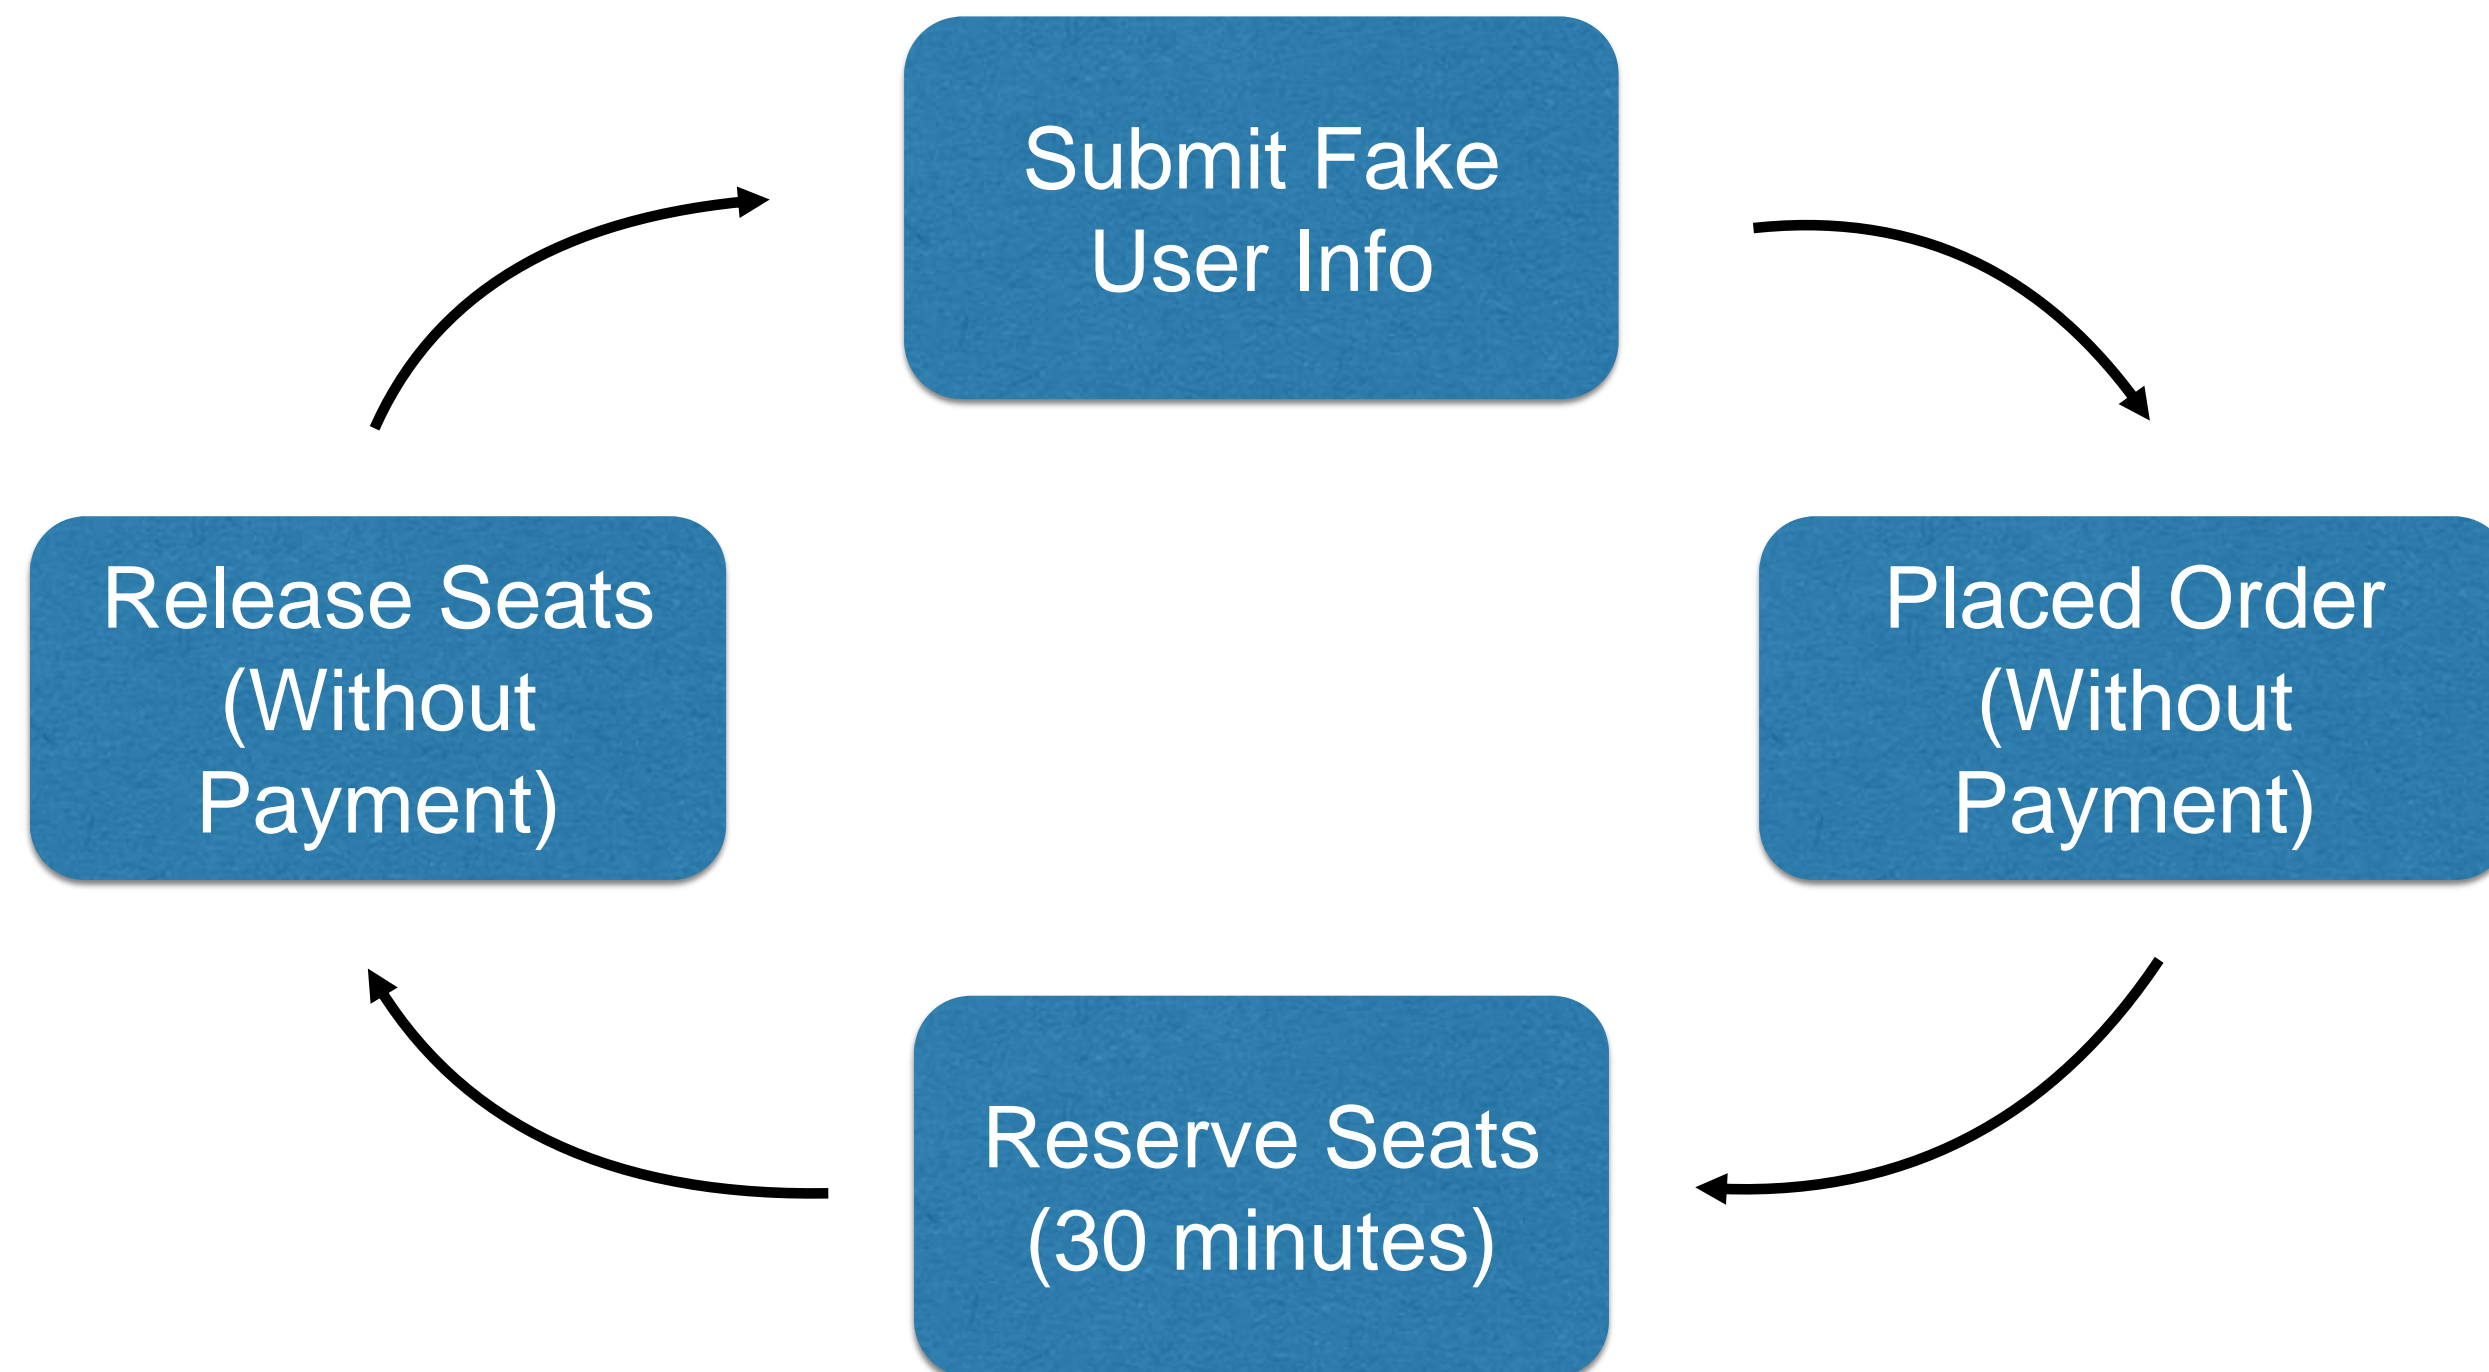 Submit Fake
User Info
Release Seats
(Without
Payment)
Placed Order
(Without
Payment)
Reserve Seats
(30 minutes)